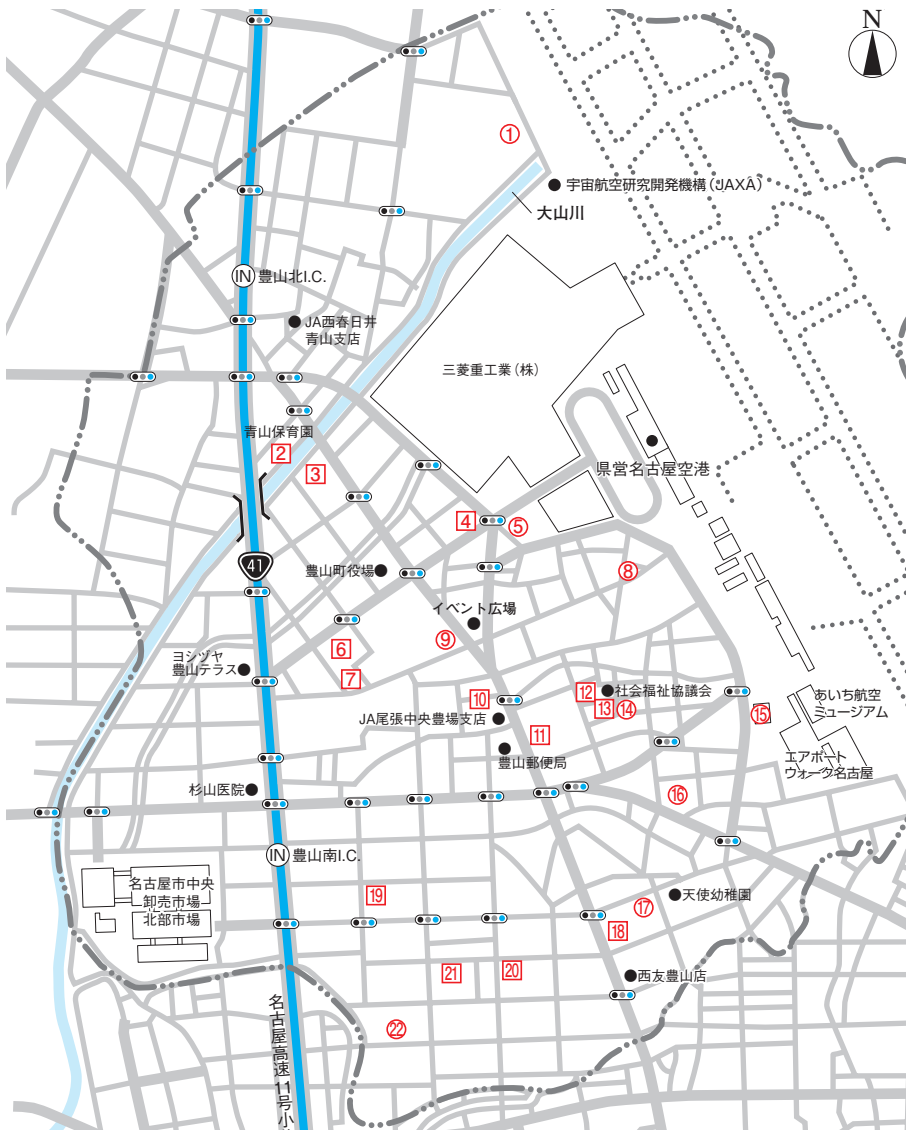 N
①
宇宙航空研究開発機構(JAXA)
大山川
IN 豊山北I.C.
JA西春日井
青山支店
三菱重工業(株)
青山保育園
2
3
県営名古屋空港
4
⑤
41
豊山町役場
⑧
イベント広場
⑨
6
ヨシヅヤ
豊山テラス
7
10
12
社会福祉協議会
13
⑭
JA尾張中央豊場支店
11
⑮
あいち航空
ミュージアム
豊山郵便局
エアポート
ウォーク名古屋
杉山医院
⑯
IN 豊山南I.C.
名古屋市中央
卸売市場
北部市場
19
天使幼稚園
⑰
18
21
20
西友豊山店
㉒
名古屋高速11号小